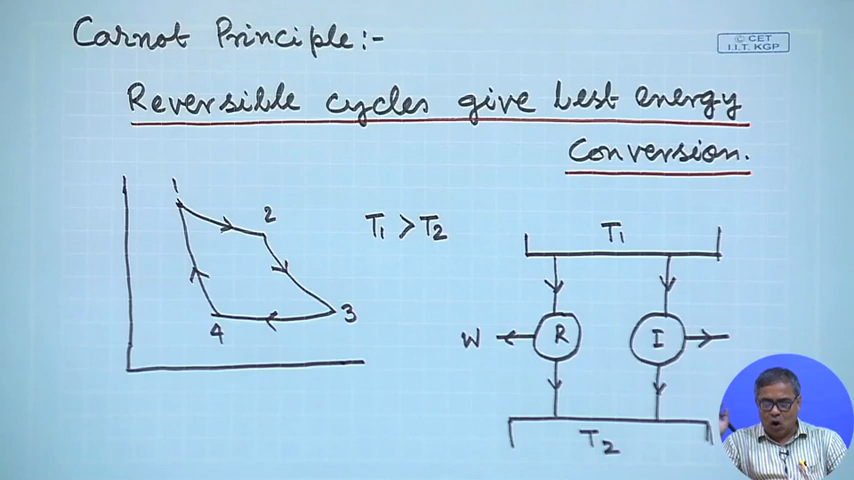 Carnot Principle:-
© CET
I.I.T. KGP
Reversible cycles give best energy
Conversion.
1
2
3
4
T₁ > T₂
T₁
W
R
I
T₂